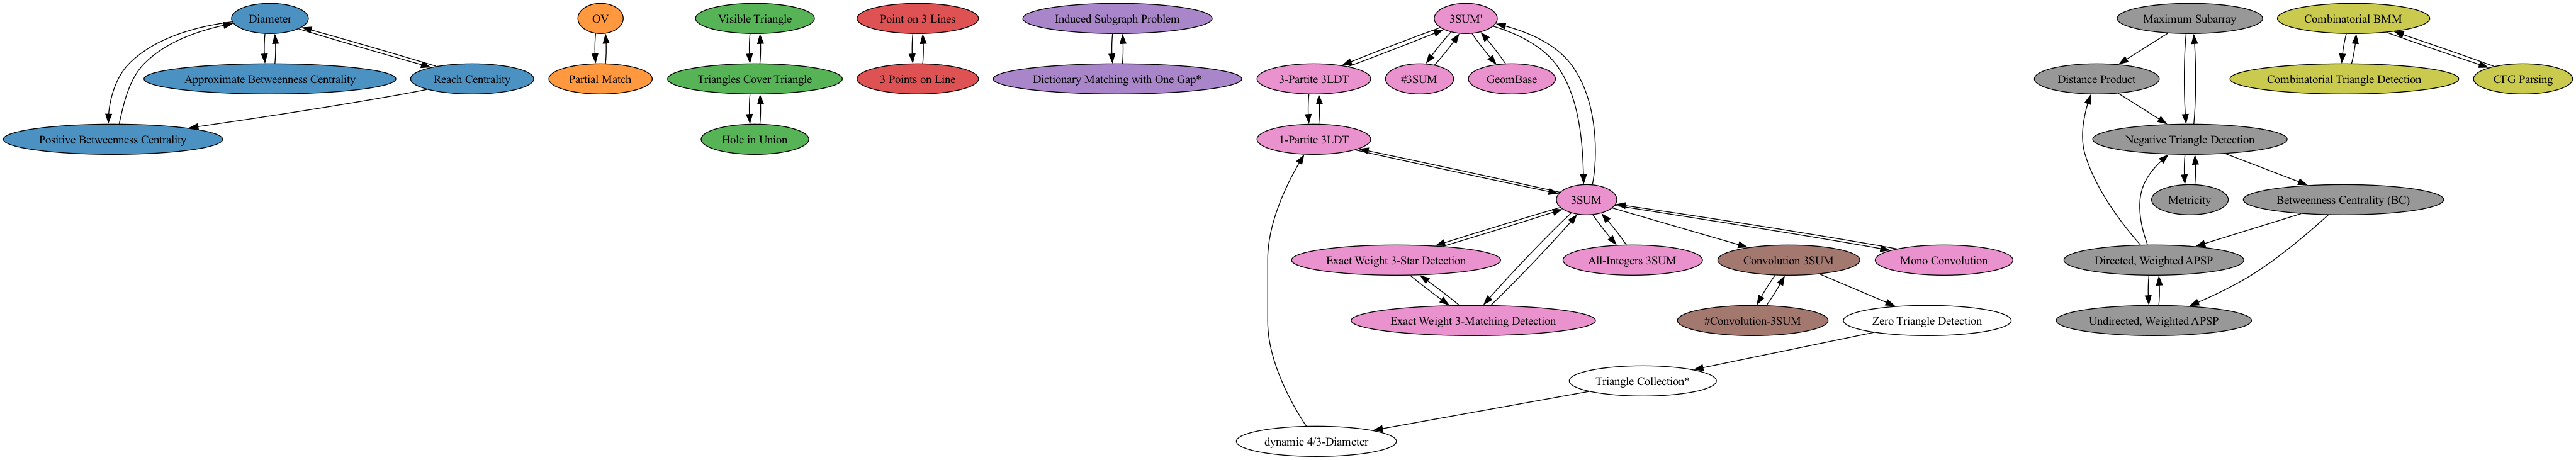 Diameter
OV
Visible Triangle
Point on 3 Lines
Induced Subgraph Problem
3SUM'
Maximum Subarray
Combinatorial BMM
Approximate Betweenness Centrality
Reach Centrality
Partial Match
Triangles Cover Triangle
3 Points on Line
Dictionary Matching with One Gap*
3-Partite 3LDT
#3SUM
GeomBase
Distance Product
Combinatorial Triangle Detection
CFG Parsing
Positive Betweenness Centrality
Hole in Union
1-Partite 3LDT
Negative Triangle Detection
3SUM
Metricity
Betweenness Centrality (BC)
Exact Weight 3-Star Detection
All-Integers 3SUM
Convolution 3SUM
Mono Convolution
Directed, Weighted APSP
Exact Weight 3-Matching Detection
#Convolution-3SUM
Zero Triangle Detection
Undirected, Weighted APSP
Triangle Collection*
dynamic 4/3-Diameter